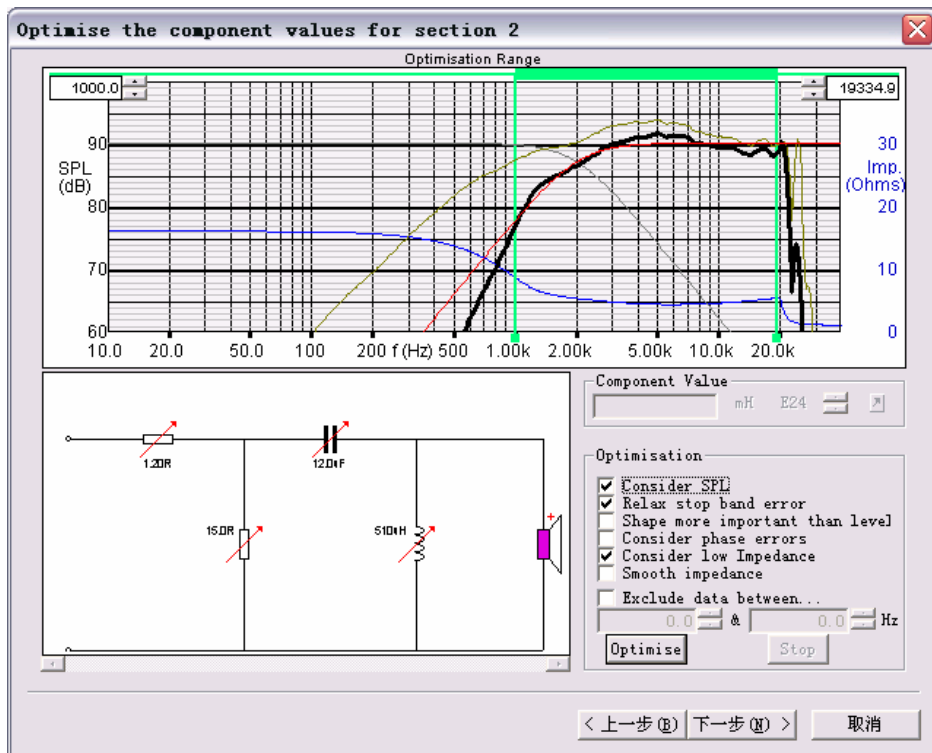 Optimise the component values for section 2
Optimisation Range
1000.0
19334.9
90
80
70
60
SPL
(dB)
30
20
10
0
Imp.
(Ohms)
10.0 20.0 50.0 100 200 f (Hz) 500 1.00k 2.00k 5.00k 10.0k 20.0k
1.20R
12.0uF
15.0R
510uH
+
Component Value
mH E24
Optimisation
Consider SPL
Relax stop band error
Shape more important than level
Consider phase errors
Consider low Impedance
Smooth impedance
Exclude data between...
0.0 & 0.0 Hz
Optimise Stop
< 上一步(B) 下一步(N) > 取消